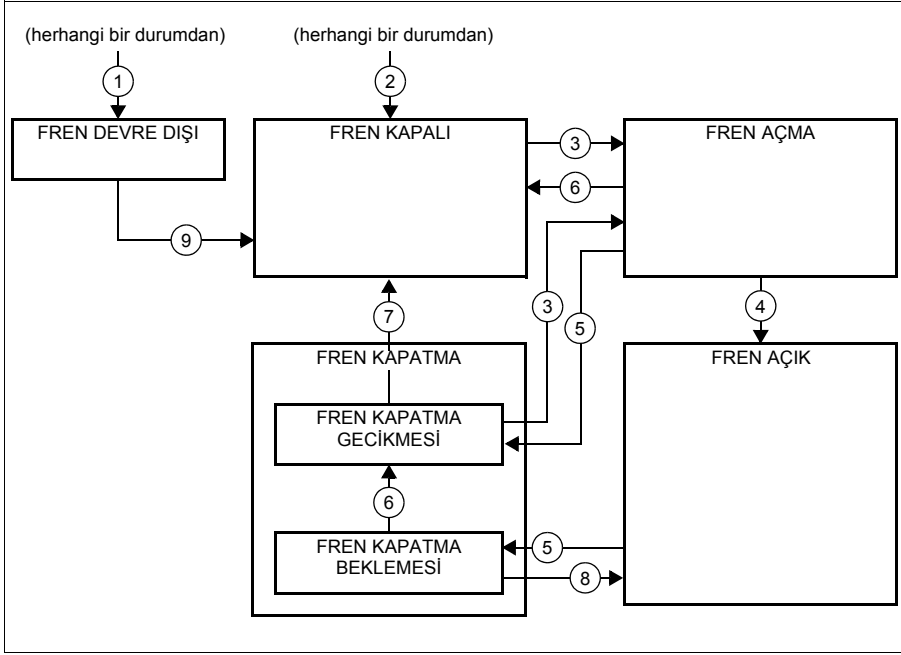 (herhangi bir durumdan)
(herhangi bir durumdan)
1
2
FREN DEVRE DIŞI
FREN KAPALI
FREN AÇMA
3
6
9
3
5
4
7
FREN KAPATMA
FREN AÇIK
FREN KAPATMA
GECİKMESİ
6
FREN KAPATMA
BEKLEMESİ
5
8